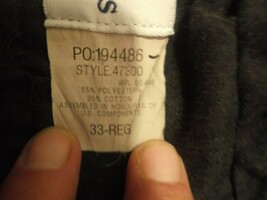 S
PO:194486
STYLE.47800
65% POLYESTER
35% COTTON
ASSEMBLED IN HONDURAS OF
U.S. COMPONENTS
33-REG